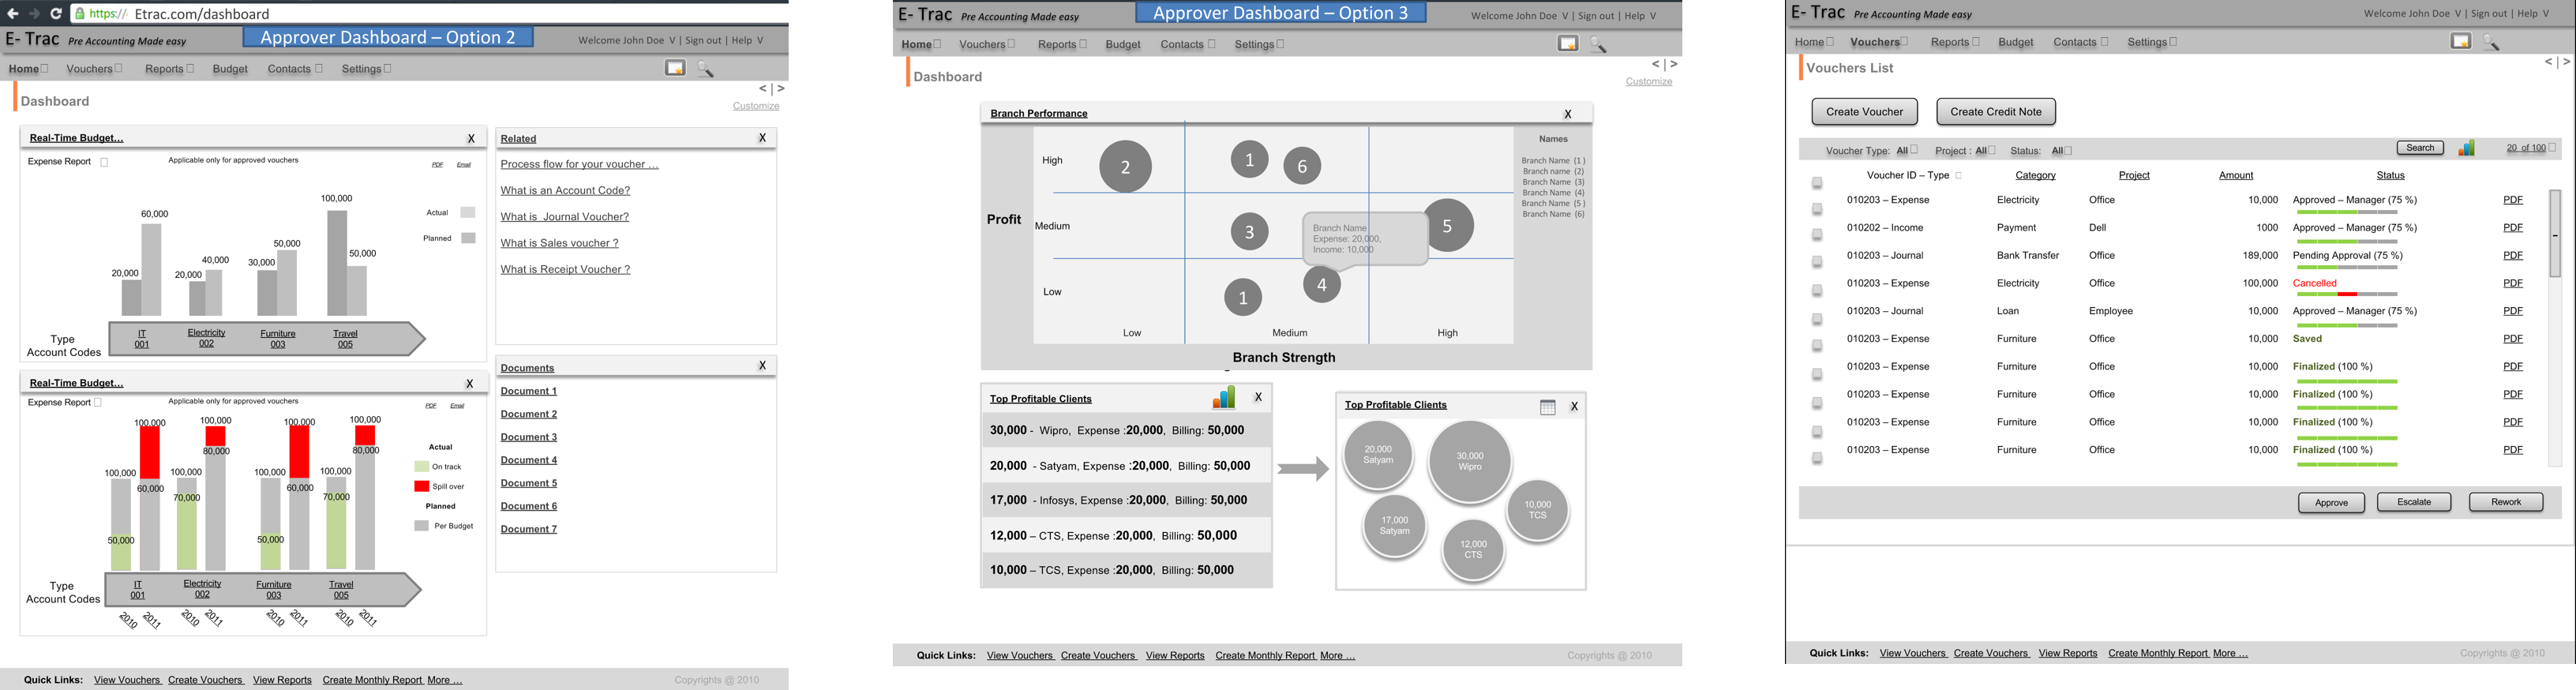 https:// Etrac.com/dashboard
E- Trac Pre Accounting Made easy
Approver Dashboard – Option 2
Welcome John Doe V | Sign out | Help V
Home Vouchers Reports Budget Contacts Settings
< | >
Dashboard
Customize
Real-Time Budget... X
Expense Report Applicable only for approved vouchers PDF Email
100,000
60,000
Actual
Planned
50,000
50,000
40,000
30,000
20,000 20,000
IT Electricity Furniture Travel
001 002 003 005
Type
Account Codes
Real-Time Budget... X
Expense Report Applicable only for approved vouchers PDF Email
100,000 100,000 100,000 100,000
Actual
80,000 80,000
On track
100,000 100,000 100,000 100,000
60,000 60,000
Spill over
70,000 70,000
Planned
Per Budget
50,000 50,000
IT Electricity Furniture Travel
001 002 003 005
Type
Account Codes
2010 2011 2010 2011 2010 2011 2010 2011
Related X
Process flow for your voucher ...
What is an Account Code?
What is Journal Voucher?
What is Sales voucher ?
What is Receipt Voucher ?
Documents X
Document 1
Document 2
Document 3
Document 4
Document 5
Document 6
Document 7
Quick Links: View Vouchers Create Vouchers View Reports Create Monthly Report More ...
Copyrights @ 2010
E- Trac Pre Accounting Made easy
Approver Dashboard – Option 3
Welcome John Doe V | Sign out | Help V
Home Vouchers Reports Budget Contacts Settings
< | >
Dashboard
Customize
Branch Performance X
High
2 1 6
Profit
Medium
3 5
Branch Name
Expense: 20,000,
Income: 10,000
Low
1 4
Low Medium High
Branch Strength
Names
Branch Name (1 )
Branch name (2)
Branch Name (3)
Branch Name (4)
Branch Name (5 )
Branch Name (6)
Top Profitable Clients X
30,000 - Wipro, Expense :20,000, Billing: 50,000
20,000 - Satyam, Expense :20,000, Billing: 50,000
17,000 - Infosys, Expense :20,000, Billing: 50,000
12,000 – CTS, Expense :20,000, Billing: 50,000
10,000 – TCS, Expense :20,000, Billing: 50,000
Top Profitable Clients X
20,000
Satyam
30,000
Wipro
10,000
TCS
17,000
Satyam
12,000
CTS
Quick Links: View Vouchers Create Vouchers View Reports Create Monthly Report More ...
Copyrights @ 2010
E- Trac Pre Accounting Made easy
Welcome John Doe V | Sign out | Help V
Home Vouchers Reports Budget Contacts Settings
< | >
Vouchers List
Create Voucher Create Credit Note
Voucher Type: All Project : All Status: All Search 20 of 100
Voucher ID – Type Category Project Amount Status
010203 – Expense Electricity Office 10,000 Approved – Manager (75 %) PDF
010202 – Income Payment Dell 1000 Approved – Manager (75 %) PDF
010203 – Journal Bank Transfer Office 189,000 Pending Approval (75 %) PDF
010203 – Expense Electricity Office 100,000 Cancelled PDF
010203 – Journal Loan Employee 10,000 Approved – Manager (75 %) PDF
010203 – Expense Furniture Office 10,000 Saved PDF
010203 – Expense Furniture Office 10,000 Finalized (100 %) PDF
010203 – Expense Furniture Office 10,000 Finalized (100 %) PDF
010203 – Expense Furniture Office 10,000 Finalized (100 %) PDF
010203 – Expense Furniture Office 10,000 Finalized (100 %) PDF
Approve Escalate Rework
Quick Links: View Vouchers Create Vouchers View Reports Create Monthly Report More ...
Copyrights @ 2010